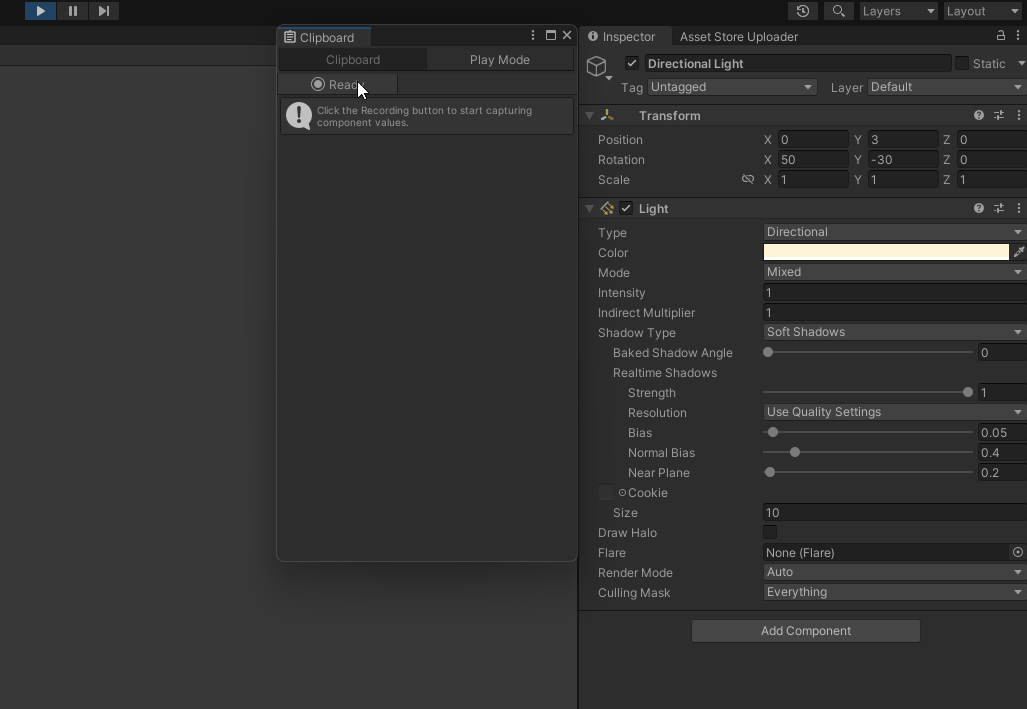 Layers
Layout
Clipboard
Inspector
Asset Store Uploader
Clipboard
Play Mode
Directional Light
Static
Ready
Tag
Untagged
Layer
Default
Click the Recording button to start capturing
component values.
Transform
Position
X 0 Y 3 Z 0
Rotation
X 50 Y -30 Z 0
Scale
X 1 Y 1 Z 1
Light
Type
Directional
Color
Mode
Mixed
Intensity
1
Indirect Multiplier
1
Shadow Type
Soft Shadows
Baked Shadow Angle
0
Realtime Shadows
Strength
1
Resolution
Use Quality Settings
Bias
0.05
Normal Bias
0.4
Near Plane
0.2
Cookie
Size
10
Draw Halo
Flare
None (Flare)
Render Mode
Auto
Culling Mask
Everything
Add Component